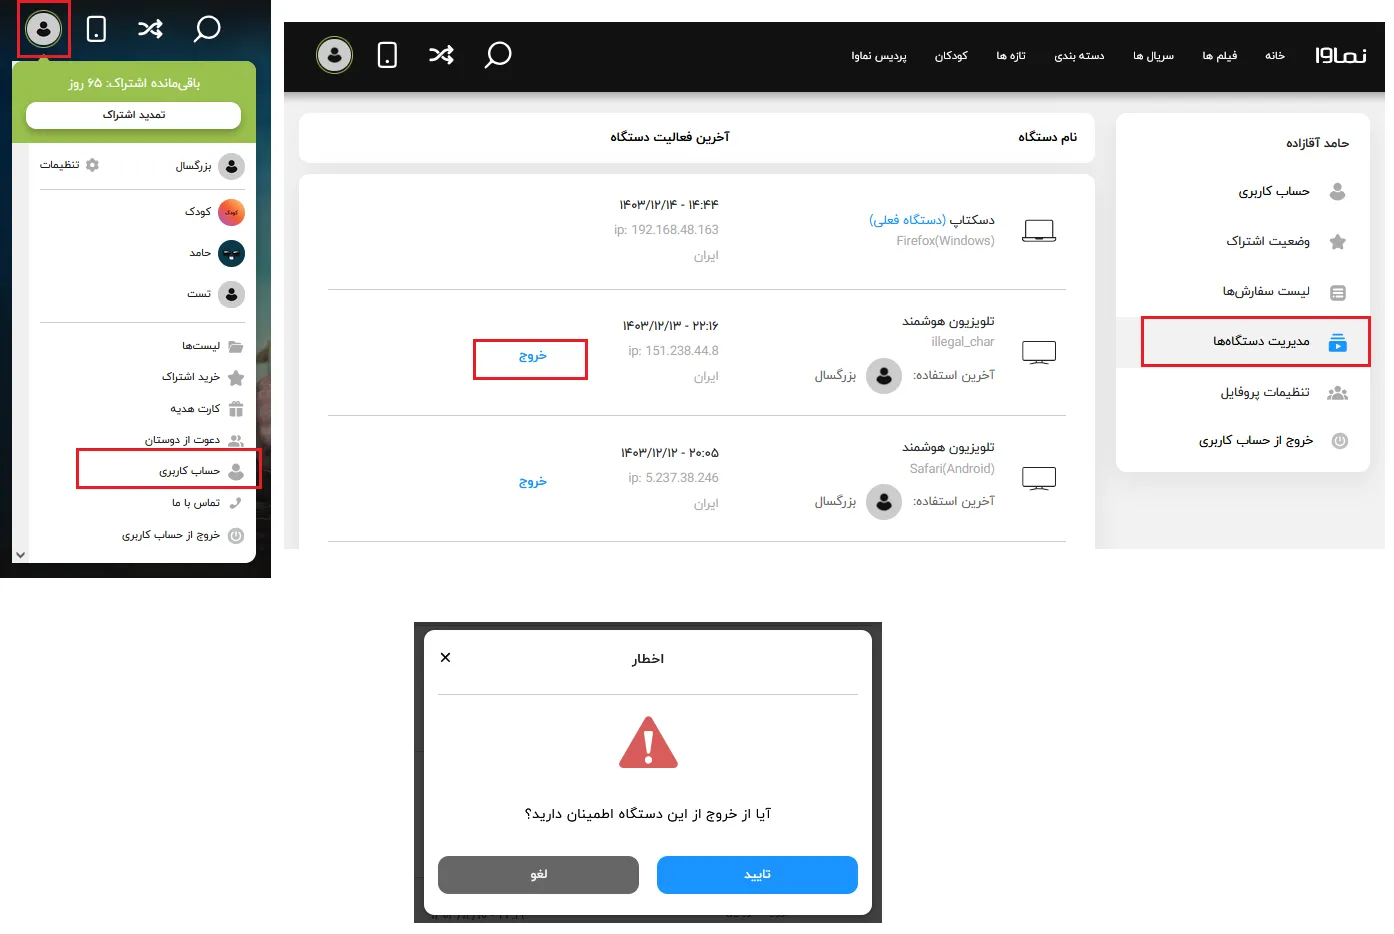 باقی‌مانده اشتراک: ۶۵ روز
تمدید اشتراک
بزرگسال
تنظیمات
کودک
کودک
حامد
تست
لیست‌ها
خرید اشتراک
کارت هدیه
دعوت از دوستان
حساب کاربری
تماس با ما
خروج از حساب کاربری
نماوا خانه فیلم ها سریال ها دسته بندی تازه ها کودکان پردیس نماوا
حامد آقازاده
حساب کاربری
وضعیت اشتراک
لیست سفارش‌ها
مدیریت دستگاه‌ها
تنظیمات پروفایل
خروج از حساب کاربری
نام دستگاه
آخرین فعالیت دستگاه
دسکتاپ (دستگاه فعلی)
Firefox(Windows)
۱۴۰۳/۱۲/۱۴ - ۱۴:۴۴
ip: 192.168.48.163
ایران
تلویزیون هوشمند
illegal_char
آخرین استفاده: بزرگسال
۱۴۰۳/۱۲/۱۳ - ۲۲:۱۶
ip: 151.238.44.8
ایران
خروج
تلویزیون هوشمند
Safari(Android)
آخرین استفاده: بزرگسال
۱۴۰۳/۱۲/۱۲ - ۲۰:۰۵
ip: 5.237.38.246
ایران
خروج
اخطار
آیا از خروج از این دستگاه اطمینان دارید؟
تایید
لغو